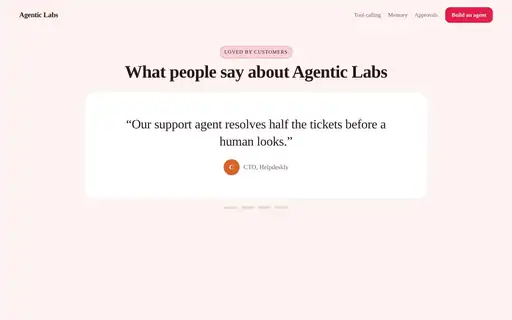 Agentic Labs
Tool calling
Memory
Approvals
Build an agent
LOVED BY CUSTOMERS
What people say about Agentic Labs
“Our support agent resolves half the tickets before a
human looks.”
C
CTO, Helpdeskly